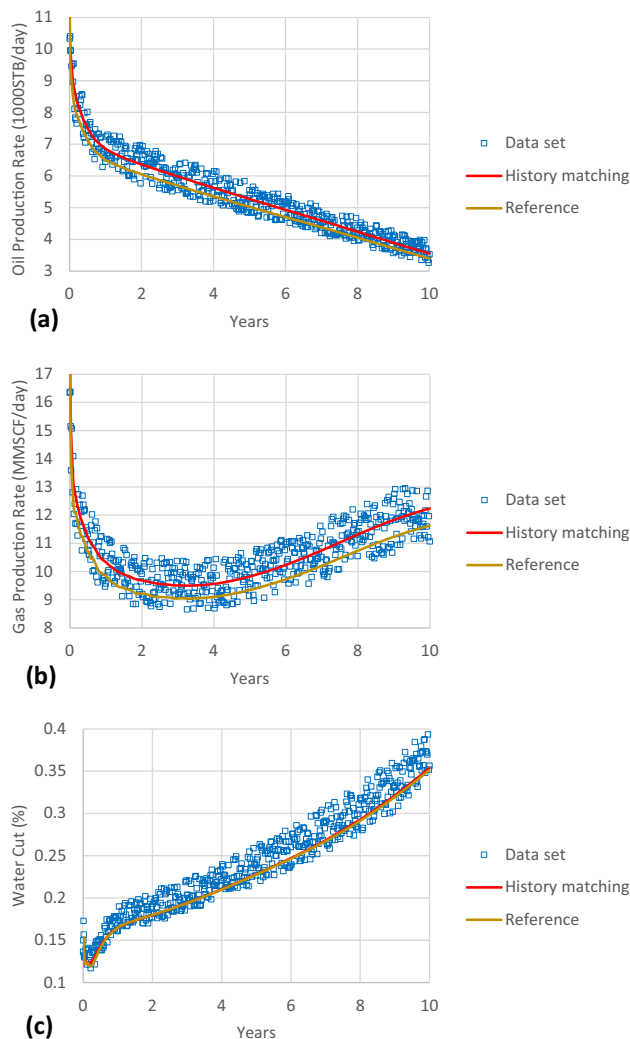 11
10
9
8
7
6
5
4
3
Oil Production Rate (1000STB/day)
0 2 4 6 8 10
Years
Data set
History matching
Reference
(a)
17
16
15
14
13
12
11
10
9
8
Gas Production Rate (MMSCF/day)
0 2 4 6 8 10
Years
Data set
History matching
Reference
(b)
0.4
0.35
0.3
0.25
0.2
0.15
0.1
Water Cut (%)
0 2 4 6 8 10
Years
Data set
History matching
Reference
(c)